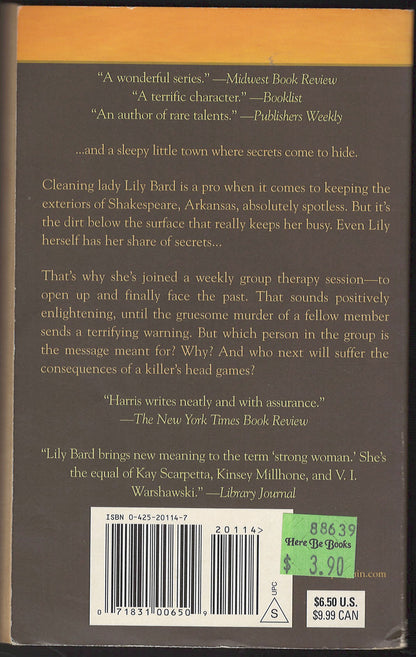 “A wonderful series.” —Midwest Book Review
“A terrific character.” —Booklist
“An author of rare talents.” —Publishers Weekly
...and a sleepy little town where secrets come to hide.
Cleaning lady Lily Bard is a pro when it comes to keeping the
exteriors of Shakespeare, Arkansas, absolutely spotless. But it’s
the dirt below the surface that really keeps her busy. Even Lily
herself has her share of secrets...
That’s why she’s joined a weekly group therapy session—to
open up and finally face the past. That sounds positively
enlightening, until the gruesome murder of a fellow member
sends a terrifying warning. But which person in the group is
the message meant for? Why? And who next will suffer the
consequences of a killer’s head games?
“Harris writes neatly and with assurance.”
—The New York Times Book Review
“Lily Bard brings new meaning to the term ‘strong woman.’ She’s
the equal of Kay Scarpetta, Kinsey Millhone, and V. I.
Warshawski.” —Library Journal
ISBN 0-425-20114-7
20114>
0 71831 00650 9
UPC
S
88639
Here Be Books
$ 3.90
in.com
$6.50 U.S.
$9.99 CAN